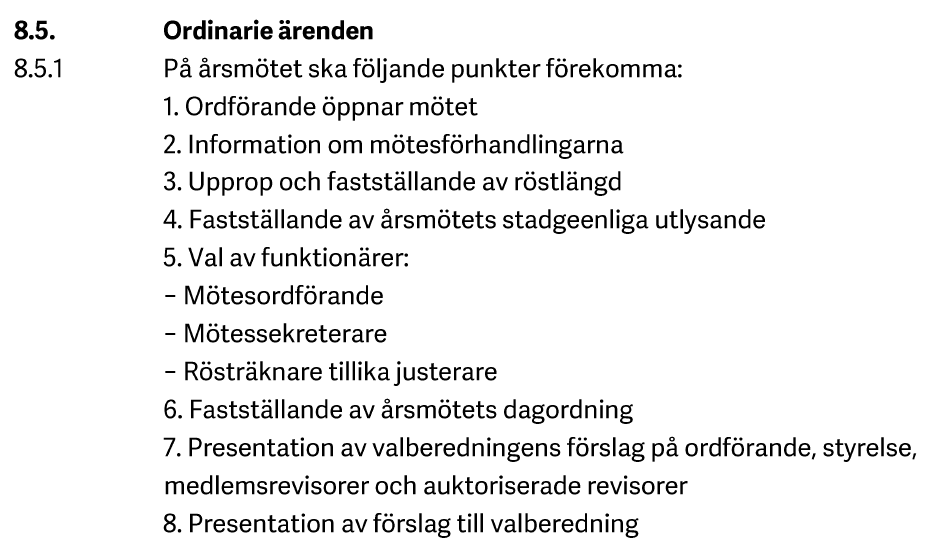 8.5. Ordinarie ärenden
8.5.1 På årsmötet ska följande punkter förekomma:
1. Ordförande öppnar mötet
2. Information om mötesförhandlingarna
3. Upprop och fastställande av röstlängd
4. Fastställande av årsmötets stadgeenliga utlysande
5. Val av funktionärer:
– Mötesordförande
– Mötessekreterare
– Rösträknare tillika justerare
6. Fastställande av årsmötets dagordning
7. Presentation av valberedningens förslag på ordförande, styrelse,
medlemsrevisorer och auktoriserade revisorer
8. Presentation av förslag till valberedning